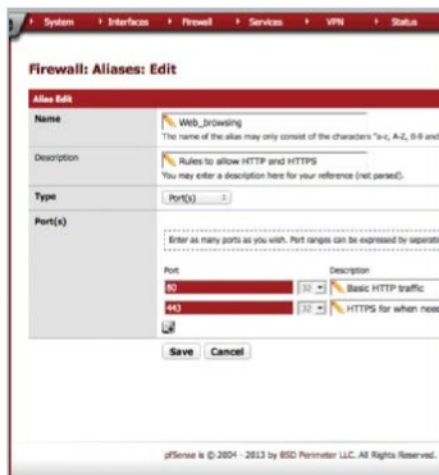 System Interfaces Firewall Services VPN Status
Firewall: Aliases: Edit
Alias Edit
Name
Web_browsing
The name of the alias may only consist of the characters "a-z, A-Z, 0-9 and
Description
Rules to allow HTTP and HTTPS
You may enter a description here for your reference (not parsed).
Type
Port(s)
Port(s)
Enter as many ports as you wish. Port ranges can be expressed by seperating
Port Description
80 32 Basic HTTP traffic
443 32 HTTPS for when nee
Save Cancel
pfSense is © 2004 - 2013 by BSD Perimeter LLC. All Rights Reserved.